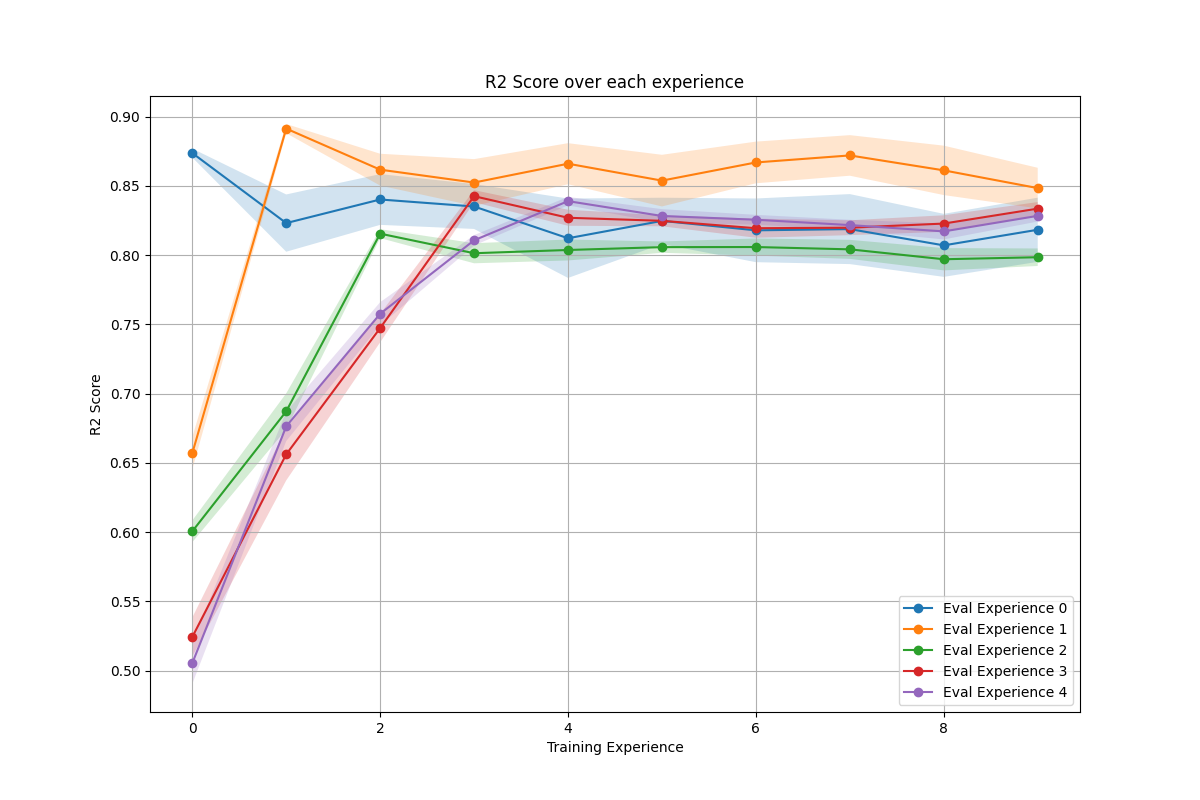 R2 Score over each experience
R2 Score
0.90
0.85
0.80
0.75
0.70
0.65
0.60
0.55
0.50
0
2
4
6
8
Training Experience
Eval Experience 0
Eval Experience 1
Eval Experience 2
Eval Experience 3
Eval Experience 4